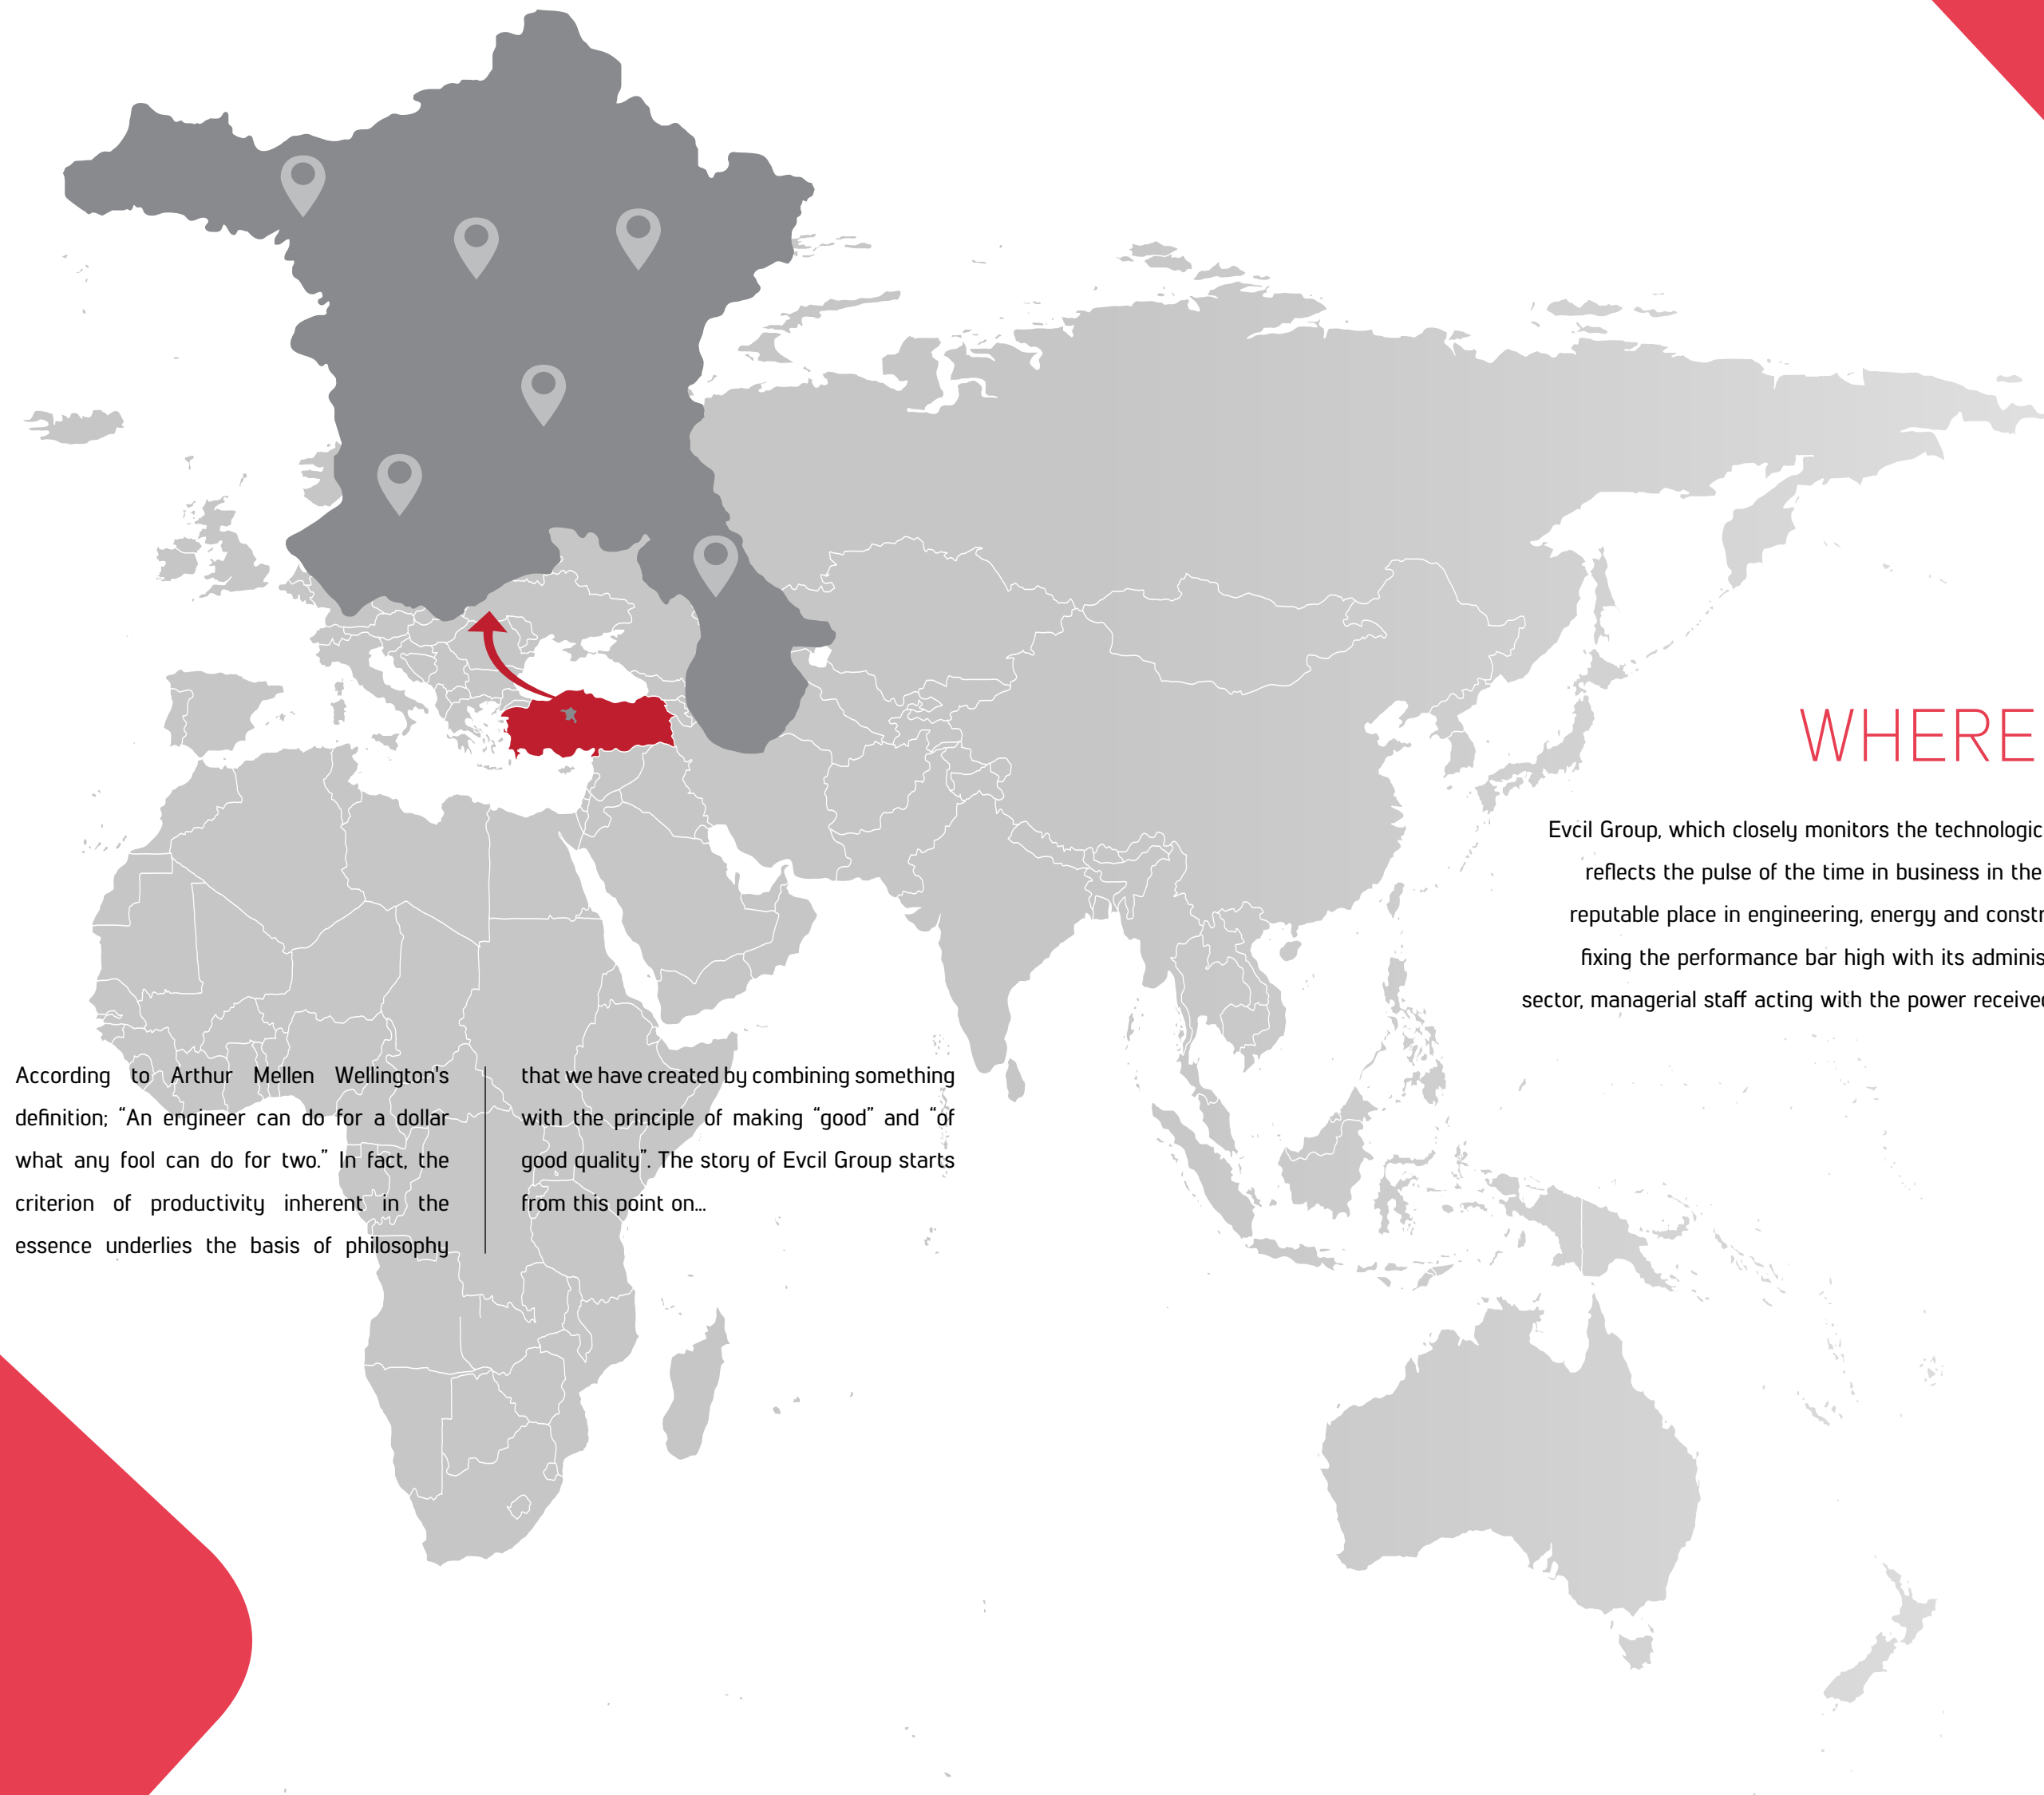 WHERE
Evcil Group, which closely monitors the technologic
reflects the pulse of the time in business in the
reputable place in engineering, energy and constr
fixing the performance bar high with its adminis
sector, managerial staff acting with the power received
According to Arthur Mellen Wellington's
definition; “An engineer can do for a dollar
what any fool can do for two.” In fact, the
criterion of productivity inherent in the
essence underlies the basis of philosophy
that we have created by combining something
with the principle of making “good” and “of
good quality”. The story of Evcil Group starts
from this point on...